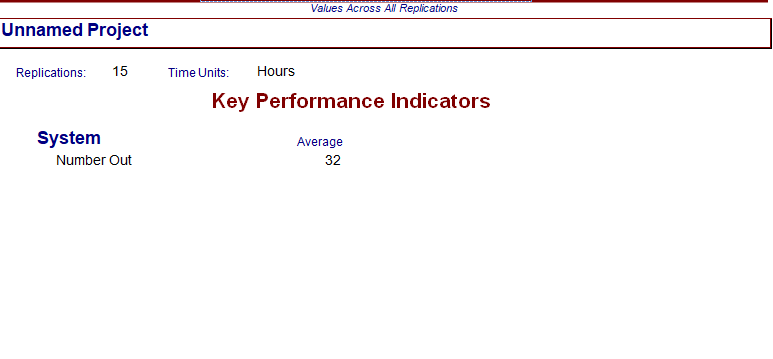 Values Across All Replications
Unnamed Project
Replications: 15 Time Units: Hours
Key Performance Indicators
System Average
Number Out 32